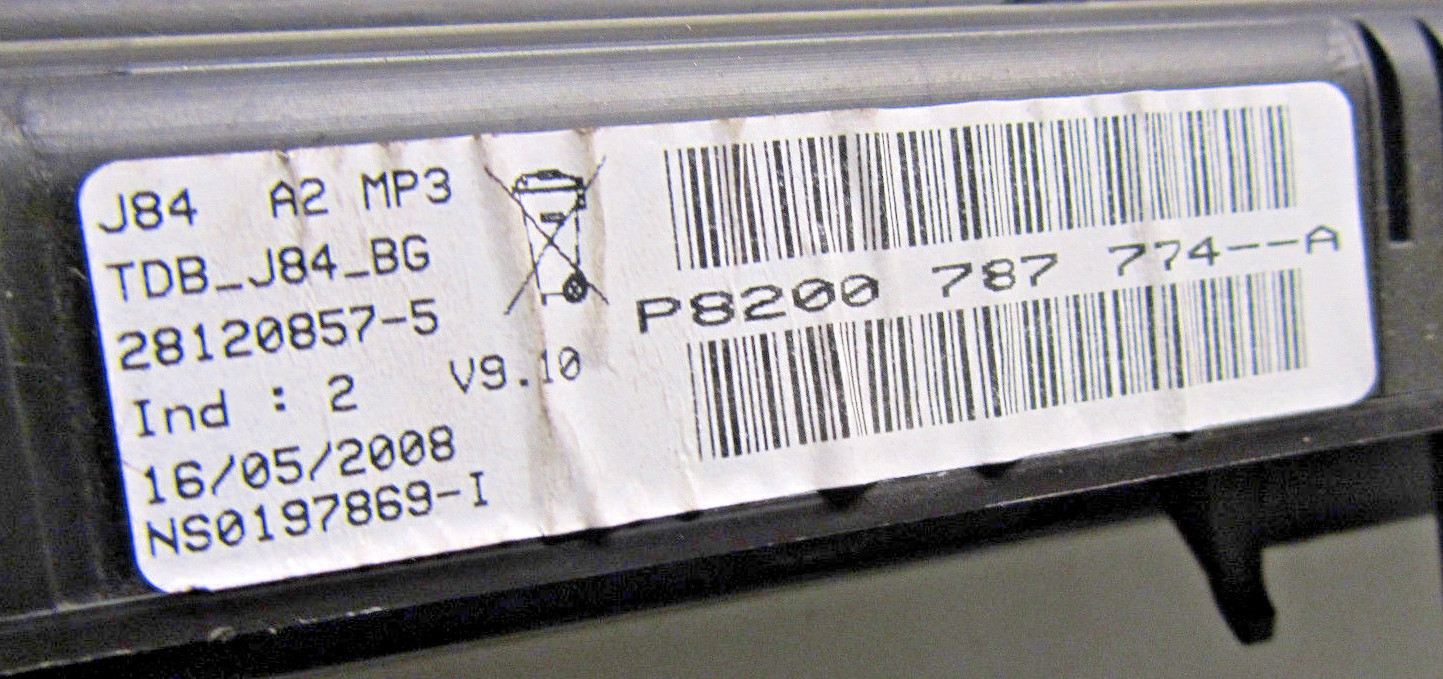 J84 A2 MP3
TDB_J84_BG
28120857-5
Ind : 2 V9.10
16/05/2008
NS0197869-I
P8200 787 774--A